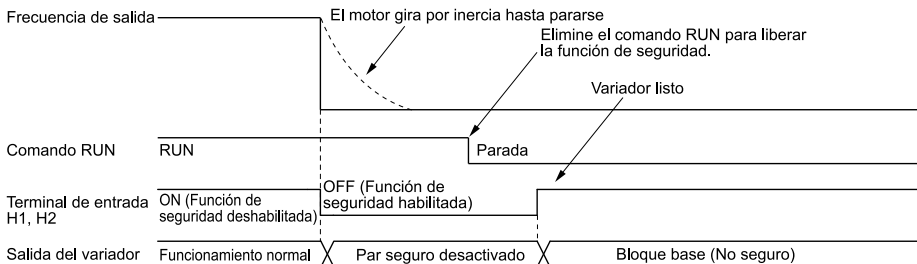 Frecuencia de salida
El motor gira por inercia hasta pararse
Elimine el comando RUN para liberar
la función de seguridad.
Variador listo
Comando RUN
RUN
Parada
Terminal de entrada
H1, H2
ON (Función de
seguridad deshabilitada)
OFF (Función de
seguridad habilitada)
Salida del variador
Funcionamiento normal
Par seguro desactivado
Bloque base (No seguro)